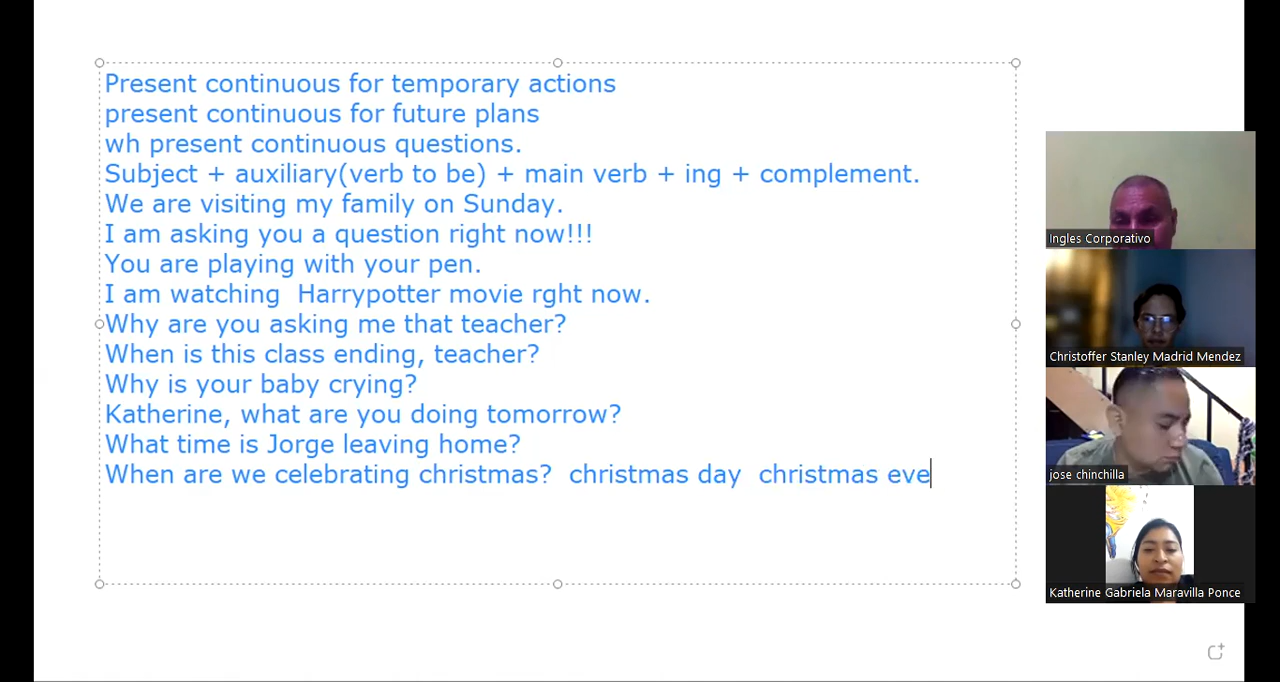 Present continuous for temporary actions
present continuous for future plans
wh present continuous questions.
Subject + auxiliary(verb to be) + main verb + ing + complement.
We are visiting my family on Sunday.
I am asking you a question right now!!!
You are playing with your pen.
I am watching  Harrypotter movie rght now.
Why are you asking me that teacher?
When is this class ending, teacher?
Why is your baby crying?
Katherine, what are you doing tomorrow?
What time is Jorge leaving home?
When are we celebrating christmas?  christmas day  christmas eve
Ingles Corporativo
Christoffer Stanley Madrid Mendez
jose chinchilla
Katherine Gabriela Maravilla Ponce